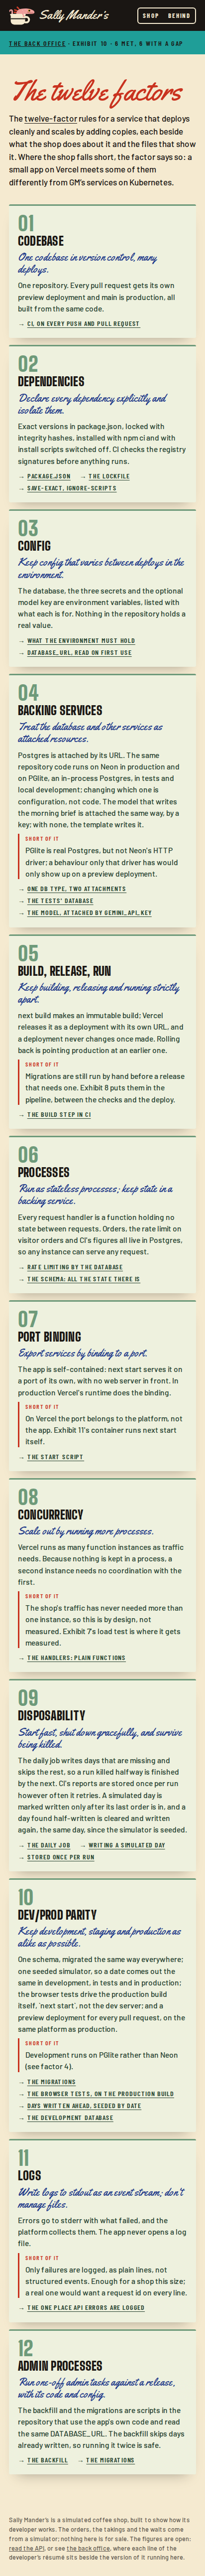 Sally Mander's
SHOP BEHIND
THE BACK OFFICE · EXHIBIT 10 · 6 MET, 6 WITH A GAP
The twelve factors
The twelve-factor rules for a service that deploys
cleanly and scales by adding copies, each beside
what the shop does about it and the files that show
it. Where the shop falls short, the factor says so: a
small app on Vercel meets some of them
differently from GM's services on Kubernetes.
01
CODEBASE
One codebase in version control, many
deploys.
One repository. Every pull request gets its own
preview deployment and main is production, all
built from the same code.
→ CI, ON EVERY PUSH AND PULL REQUEST
02
DEPENDENCIES
Declare every dependency explicitly and
isolate them.
Exact versions in package.json, locked with
integrity hashes, installed with npm ci and with
install scripts switched off. CI checks the registry
signatures before anything runs.
→ PACKAGE.JSON → THE LOCKFILE
→ SAVE-EXACT, IGNORE-SCRIPTS
03
CONFIG
Keep config that varies between deploys in the
environment.
The database, the three secrets and the optional
model key are environment variables, listed with
what each is for. Nothing in the repository holds a
real value.
→ WHAT THE ENVIRONMENT MUST HOLD
→ DATABASE_URL, READ ON FIRST USE
04
BACKING SERVICES
Treat the database and other services as
attached resources.
Postgres is attached by its URL. The same
repository code runs on Neon in production and
on PGlite, an in-process Postgres, in tests and
local development; changing which one is
configuration, not code. The model that writes
the morning brief is attached the same way, by a
key; with none, the template writes it.
SHORT OF IT
PGlite is real Postgres, but not Neon's HTTP
driver; a behaviour only that driver has would
only show up on a preview deployment.
→ ONE DB TYPE, TWO ATTACHMENTS
→ THE TESTS' DATABASE
→ THE MODEL, ATTACHED BY GEMINI_API_KEY
05
BUILD, RELEASE, RUN
Keep building, releasing and running strictly
apart.
next build makes an immutable build; Vercel
releases it as a deployment with its own URL, and
a deployment never changes once made. Rolling
back is pointing production at an earlier one.
SHORT OF IT
Migrations are still run by hand before a release
that needs one. Exhibit 8 puts them in the
pipeline, between the checks and the deploy.
→ THE BUILD STEP IN CI
06
PROCESSES
Run as stateless processes; keep state in a
backing service.
Every request handler is a function holding no
state between requests. Orders, the rate limit on
visitor orders and CI's figures all live in Postgres,
so any instance can serve any request.
→ RATE LIMITING BY THE DATABASE
→ THE SCHEMA: ALL THE STATE THERE IS
07
PORT BINDING
Export services by binding to a port.
The app is self-contained: next start serves it on
a port of its own, with no web server in front. In
production Vercel's runtime does the binding.
SHORT OF IT
On Vercel the port belongs to the platform, not
the app. Exhibit 11's container runs next start
itself.
→ THE START SCRIPT
08
CONCURRENCY
Scale out by running more processes.
Vercel runs as many function instances as traffic
needs. Because nothing is kept in a process, a
second instance needs no coordination with the
first.
SHORT OF IT
The shop's traffic has never needed more than
one instance, so this is by design, not
measured. Exhibit 7's load test is where it gets
measured.
→ THE HANDLERS: PLAIN FUNCTIONS
09
DISPOSABILITY
Start fast, shut down gracefully, and survive
being killed.
The daily job writes days that are missing and
skips the rest, so a run killed halfway is finished
by the next. CI's reports are stored once per run
however often it retries. A simulated day is
marked written only after its last order is in, and a
day found half-written is cleared and written
again, the same day, since the simulator is seeded.
→ THE DAILY JOB → WRITING A SIMULATED DAY
→ STORED ONCE PER RUN
10
DEV/PROD PARITY
Keep development, staging and production as
alike as possible.
One schema, migrated the same way everywhere;
one seeded simulator, so a day comes out the
same in development, in tests and in production;
the browser tests drive the production build
itself, `next start`, not the dev server; and a
preview deployment for every pull request, on the
same platform as production.
SHORT OF IT
Development runs on PGlite rather than Neon
(see factor 4).
→ THE MIGRATIONS
→ THE BROWSER TESTS, ON THE PRODUCTION BUILD
→ DAYS WRITTEN AHEAD, SEEDED BY DATE
→ THE DEVELOPMENT DATABASE
11
LOGS
Write logs to stdout as an event stream; don't
manage files.
Errors go to stderr with what failed, and the
platform collects them. The app never opens a log
file.
SHORT OF IT
Only failures are logged, as plain lines, not
structured events. Enough for a shop this size;
a real one would want a request id on every line.
→ THE ONE PLACE API ERRORS ARE LOGGED
12
ADMIN PROCESSES
Run one-off admin tasks against a release,
with its code and config.
The backfill and the migrations are scripts in the
repository that use the app's own code and read
the same DATABASE_URL. The backfill skips days
already written, so running it twice is safe.
→ THE BACKFILL → THE MIGRATIONS
Sally Mander's is a simulated coffee shop, built to show how its
developer works. The orders, the takings and the waits come
from a simulator; nothing here is for sale. The figures are open:
read the API, or see the back office, where each line of the
developer's résumé sits beside the version of it running here.